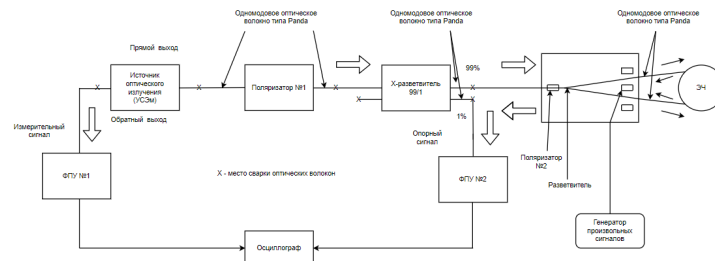 Одномодовое оптическое
волокно типа Panda
Прямой выход
Источник
оптического
излучения
(УСЭм)
Обратный выход
X
X
Поляризатор №1
X
X
Одномодовое оптическое
волокно типа Panda
X-разветвитель
99/1
99%
X
1%
X
Одномодовое оптическое
волокно типа Panda
ЭЧ
Измерительный
сигнал
ФПУ №1
X - место сварки оптических волокон
Опорный
сигнал
ФПУ №2
Поляризатор
№2
Разветвитель
Генератор
произвольных
сигналов
Осциллограф